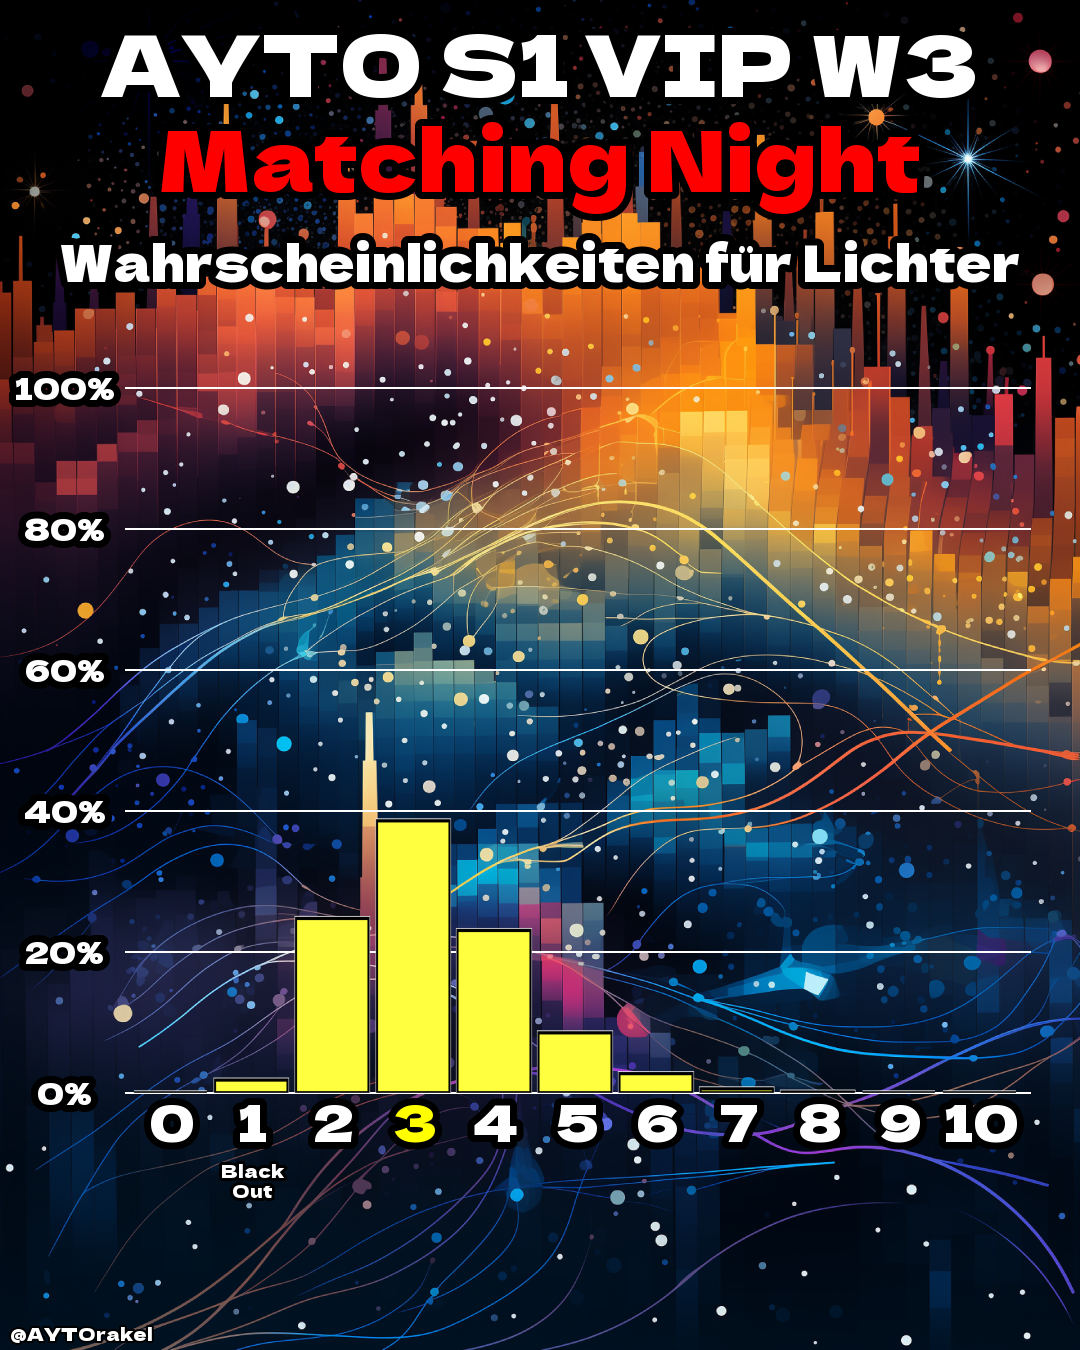 AYTO S1 VIP W3
Matching Night
Wahrscheinlichkeiten für Lichter
100%
80%
60%
40%
20%
0%
0 1 2 3 4 5 6 7 8 9 10
Black
Out
@AYTOrakel